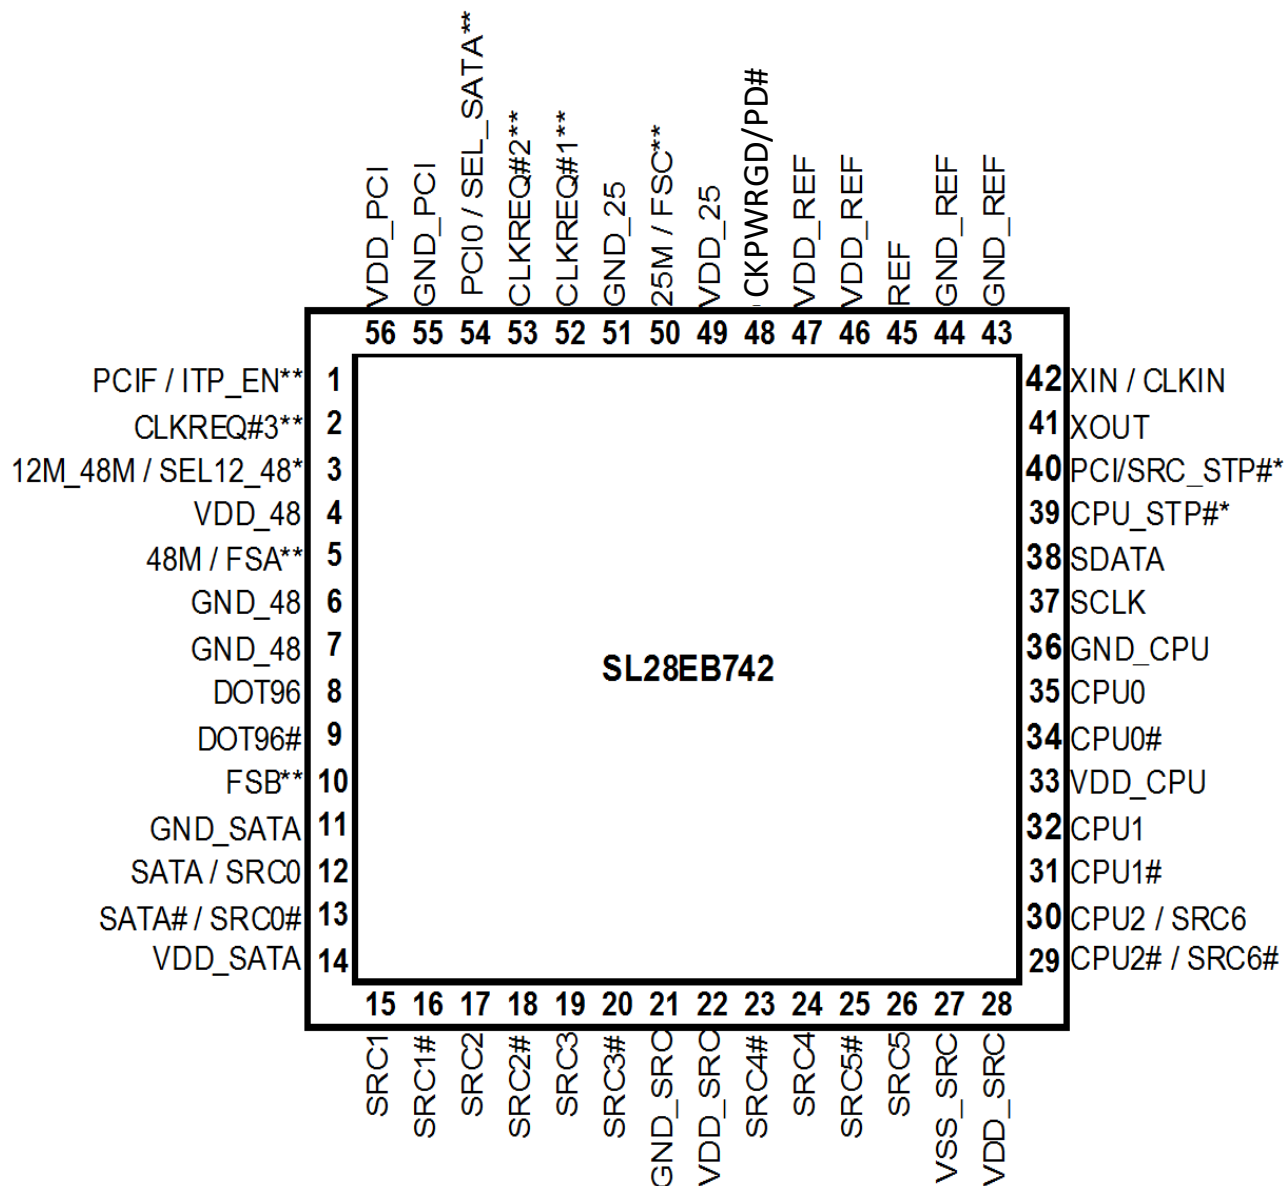 VDD_PCI
GND_PCI
PCI0 / SEL_SATA**
CLKREQ#2**
CLKREQ#1**
GND_25
25M / FSC**
VDD_25
CKPWRGD/PD#
VDD_REF
VDD_REF
REF
GND_REF
GND_REF
56 55 54 53 52 51 50 49 48 47 46 45 44 43
PCIF / ITP_EN** 1
CLKREQ#3** 2
12M_48M / SEL12_48* 3
VDD_48 4
48M / FSA** 5
GND_48 6
GND_48 7
DOT96 8
DOT96# 9
FSB** 10
GND_SATA 11
SATA / SRC0 12
SATA# / SRC0# 13
VDD_SATA 14
SL28EB742
42 XIN / CLKIN
41 XOUT
40 PCI/SRC_STP#*
39 CPU_STP#*
38 SDATA
37 SCLK
36 GND_CPU
35 CPU0
34 CPU0#
33 VDD_CPU
32 CPU1
31 CPU1#
30 CPU2 / SRC6
29 CPU2# / SRC6#
15 16 17 18 19 20 21 22 23 24 25 26 27 28
SRC1
SRC1#
SRC2
SRC2#
SRC3
SRC3#
GND_SRC
VDD_SRC
SRC4#
SRC4
SRC5#
SRC5
VSS_SRC
VDD_SRC